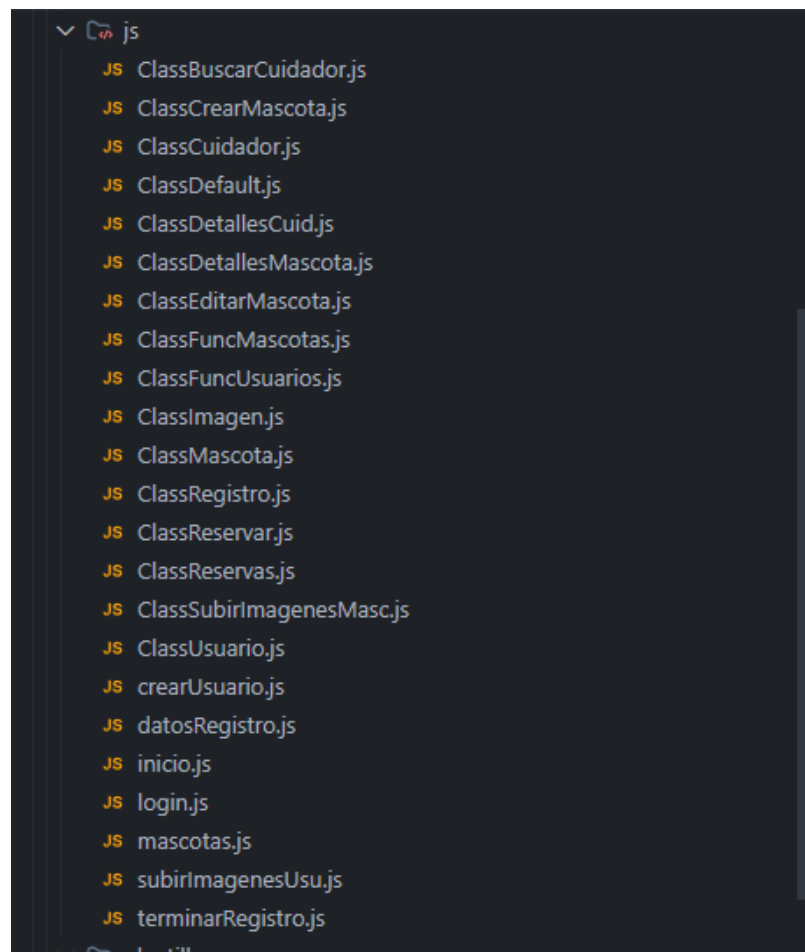 js
JS ClassBuscarCuidador.js
JS ClassCrearMascota.js
JS ClassCuidador.js
JS ClassDefault.js
JS ClassDetallesCuid.js
JS ClassDetallesMascota.js
JS ClassEditarMascota.js
JS ClassFuncMascotas.js
JS ClassFuncUsuarios.js
JS ClassImagen.js
JS ClassMascota.js
JS ClassRegistro.js
JS ClassReservar.js
JS ClassReservas.js
JS ClassSubirImagenesMasc.js
JS ClassUsuario.js
JS crearUsuario.js
JS datosRegistro.js
JS inicio.js
JS login.js
JS mascotas.js
JS subirImagenesUsu.js
JS terminarRegistro.js